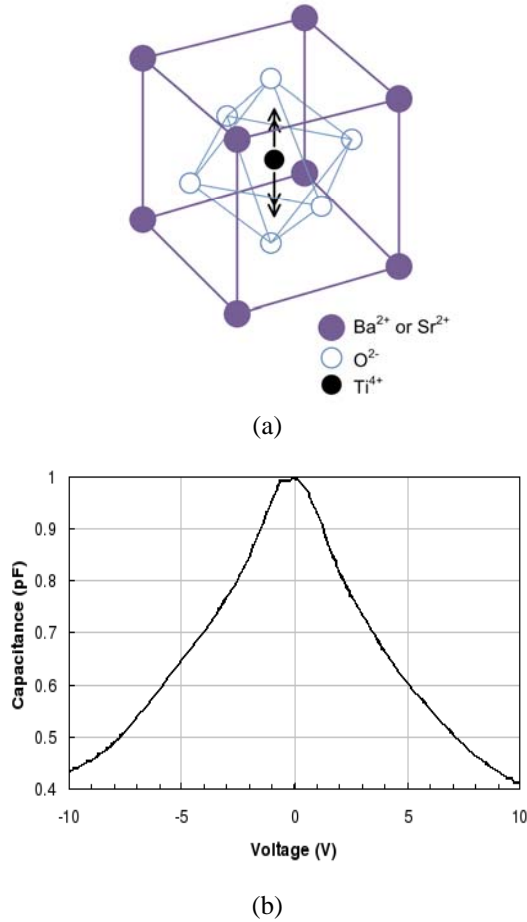 Ba²⁺ or Sr²⁺
O²⁻
Ti⁴⁺
(a)
1
0.9
0.8
0.7
0.6
0.5
0.4
Capacitance (pF)
-10 -5 0 5 10
Voltage (V)
(b)